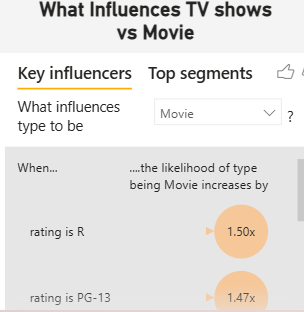 What Influences TV shows
vs Movie
Key influencers Top segments
What influences
type to be
Movie
?
When...
....the likelihood of type
being Movie increases by
rating is R
1.50x
rating is PG-13
1.47x